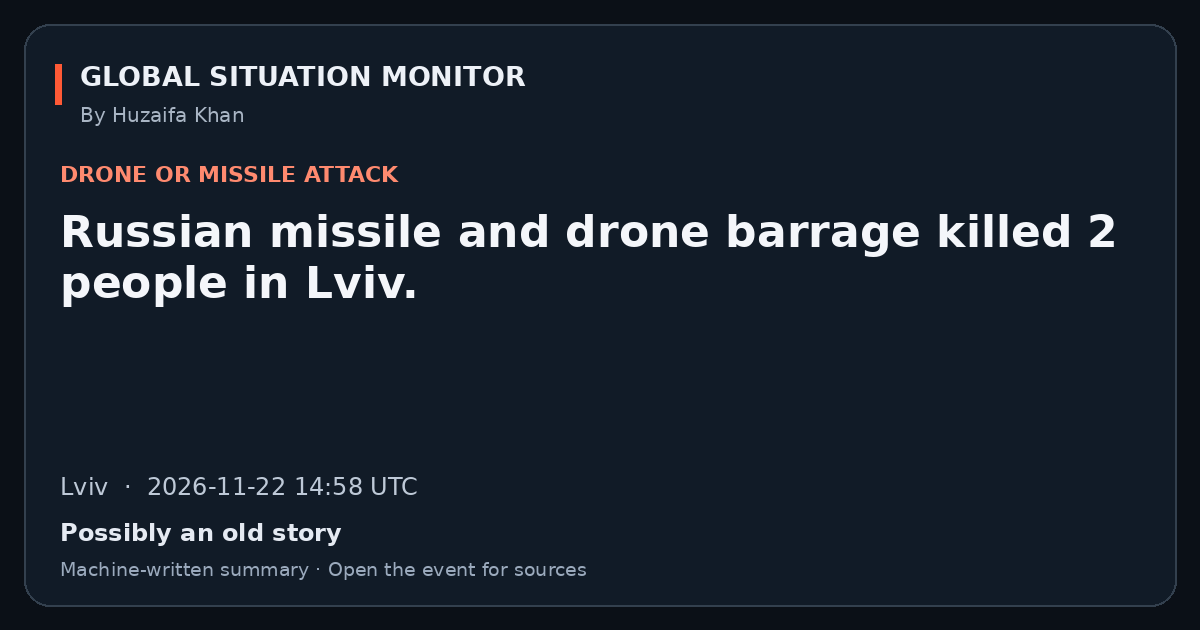 GLOBAL SITUATION MONITOR
By Huzaifa Khan
DRONE OR MISSILE ATTACK
Russian missile and drone barrage killed 2
people in Lviv.
Lviv · 2026-11-22 14:58 UTC
Possibly an old story
Machine-written summary · Open the event for sources